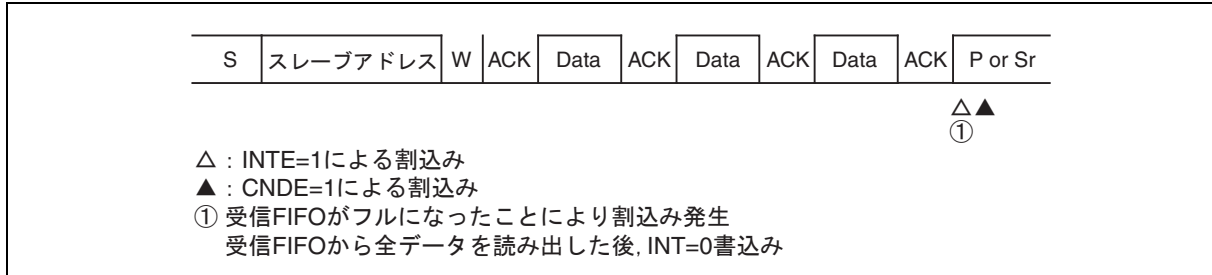 S スレーブアドレス W ACK Data ACK Data ACK Data ACK P or Sr
△▲
①
△：INTE=1による割込み
▲：CNDE=1による割込み
① 受信FIFOがフルになったことにより割込み発生
受信FIFOから全データを読み出した後, INT=0書込み